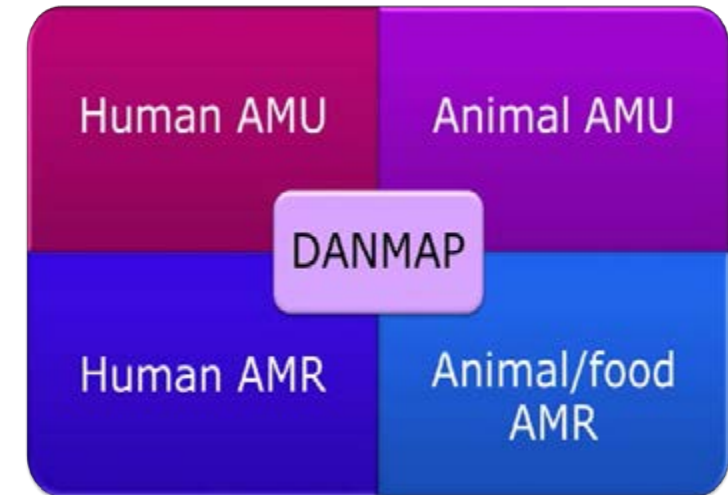 Human AMU
Animal AMU
DANMAP
Human AMR
Animal/food
AMR